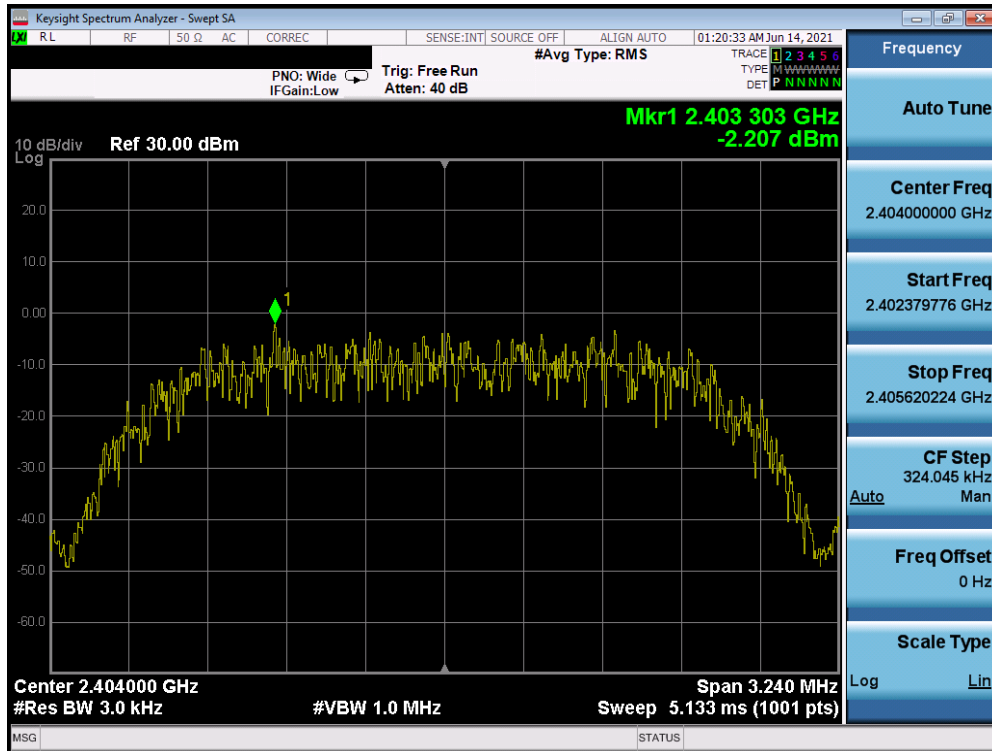 Keysight Spectrum Analyzer - Swept SA
LXI RL RF 50 Ω AC CORREC SENSE:INT SOURCE OFF ALIGN AUTO 01:20:33 AM Jun 14, 2021
#Avg Type: RMS
TRACE 1 2 3 4 5 6
TYPE M W W W W W
DET P N N N N N
PNO: Wide
IFGain:Low
Trig: Free Run
Atten: 40 dB
Mkr1 2.403 303 GHz
-2.207 dBm
10 dB/div
Log
Ref 30.00 dBm
20.0
10.0
0.00
-10.0
-20.0
-30.0
-40.0
-50.0
-60.0
1
Center 2.404000 GHz
Span 3.240 MHz
#Res BW 3.0 kHz
#VBW 1.0 MHz
Sweep 5.133 ms (1001 pts)
MSG
STATUS
Frequency
Auto Tune
Center Freq
2.404000000 GHz
Start Freq
2.402379776 GHz
Stop Freq
2.405620224 GHz
CF Step
324.045 kHz
Auto Man
Freq Offset
0 Hz
Scale Type
Log Lin